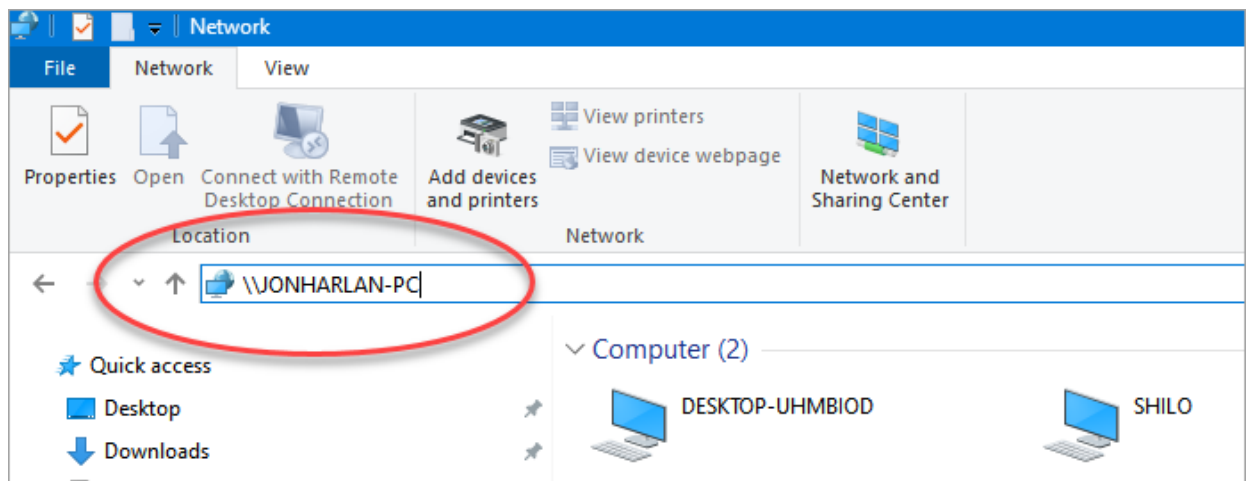 Network
File Network View
Properties
Open
Connect with Remote
Desktop Connection
Location
Add devices
and printers
View printers
View device webpage
Network
Network and
Sharing Center
\\JONHARLAN-PC
Quick access
Desktop
Downloads
Computer (2)
DESKTOP-UHMBIOD
SHILO